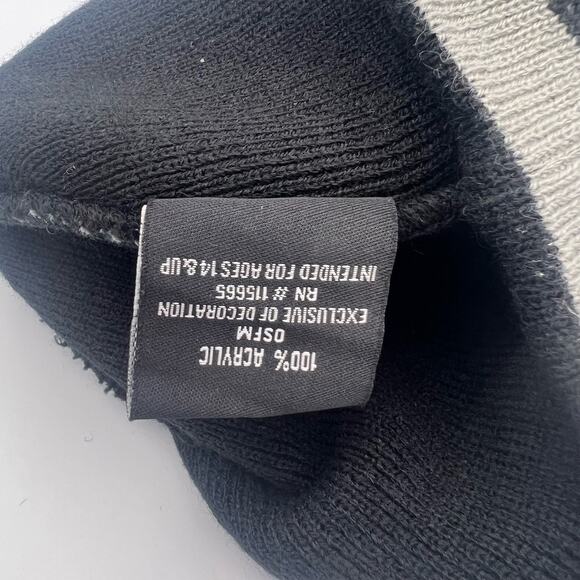 100% ACRYLIC
OSFM
EXCLUSIVE OF DECORATION
RN # 115665
INTENDED FOR AGES 14 & UP